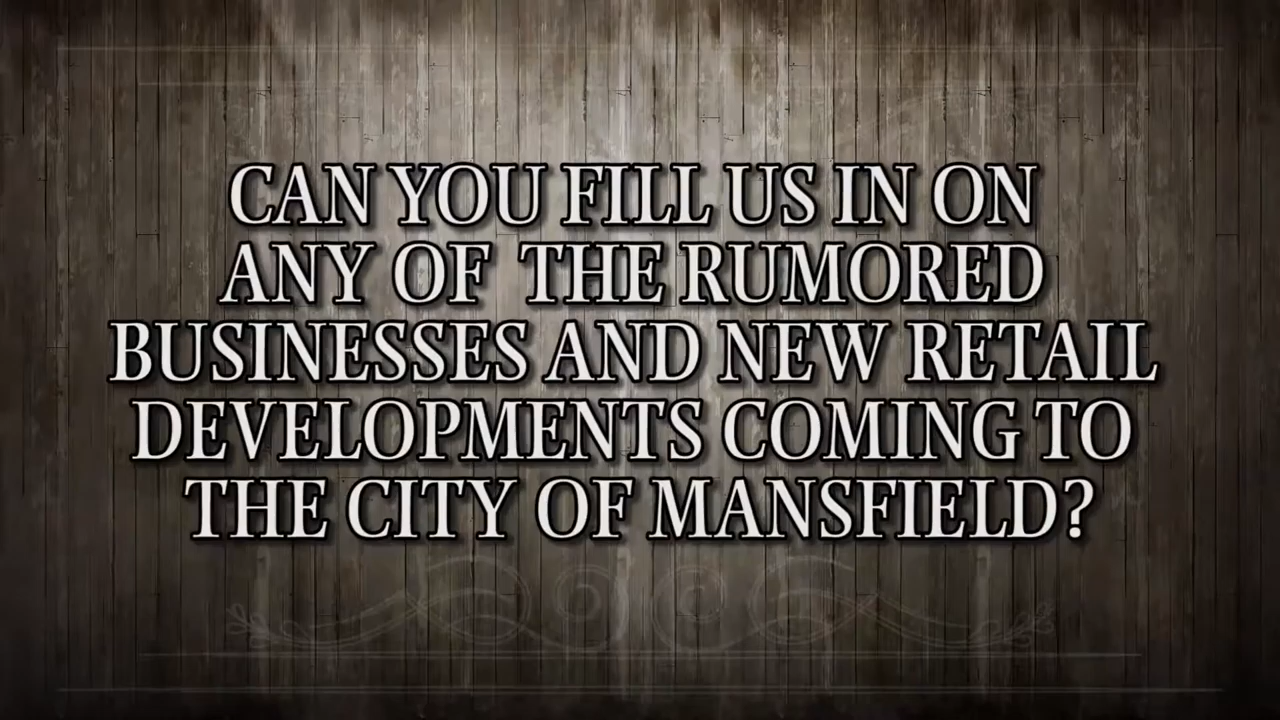 CAN YOU FILL US IN ON
ANY OF THE RUMORED
BUSINESSES AND NEW RETAIL
DEVELOPMENTS COMING TO
THE CITY OF MANSFIELD?